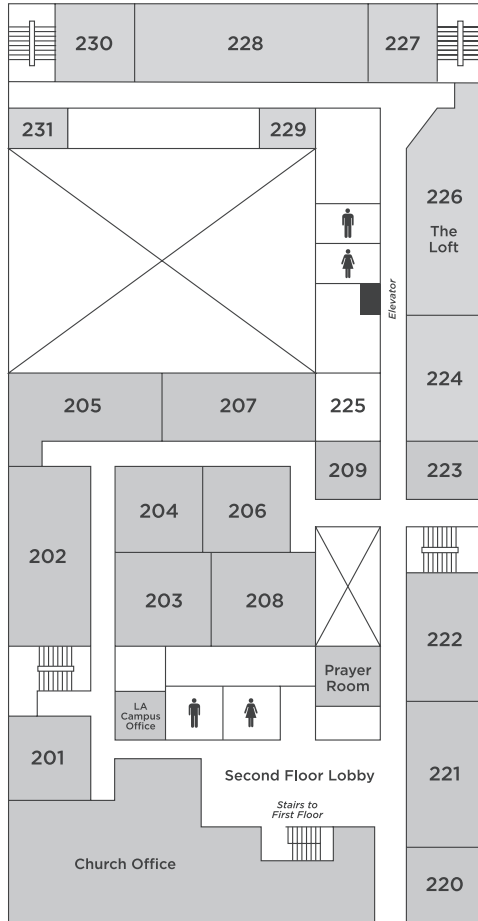 230
228
227
231
229
226
The
Loft
Elevator
205
207
225
224
209
223
204
206
202
203
208
222
Prayer
Room
LA
Campus
Office
201
Second Floor Lobby
221
Stairs to
First Floor
Church Office
220